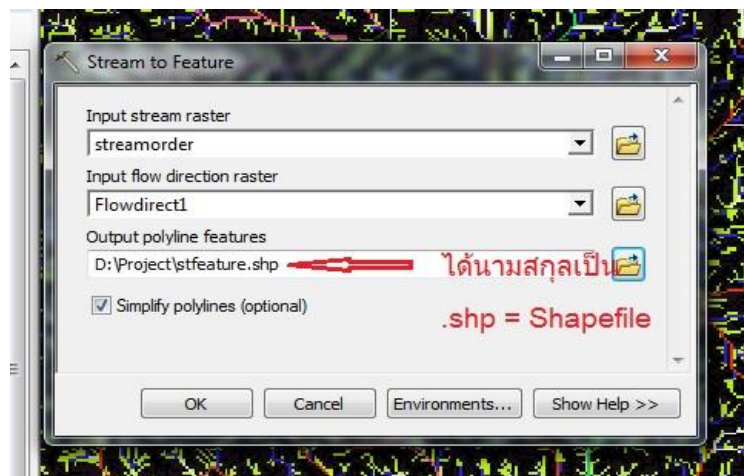 Stream to Feature
Input stream raster
streamorder
Input flow direction raster
Flowdirect1
Output polyline features
D:\Project\stfeature.shp
ได้นามสกุลเป็น
Simplify polylines (optional)
.shp = Shapefile
OK
Cancel
Environments...
Show Help >>